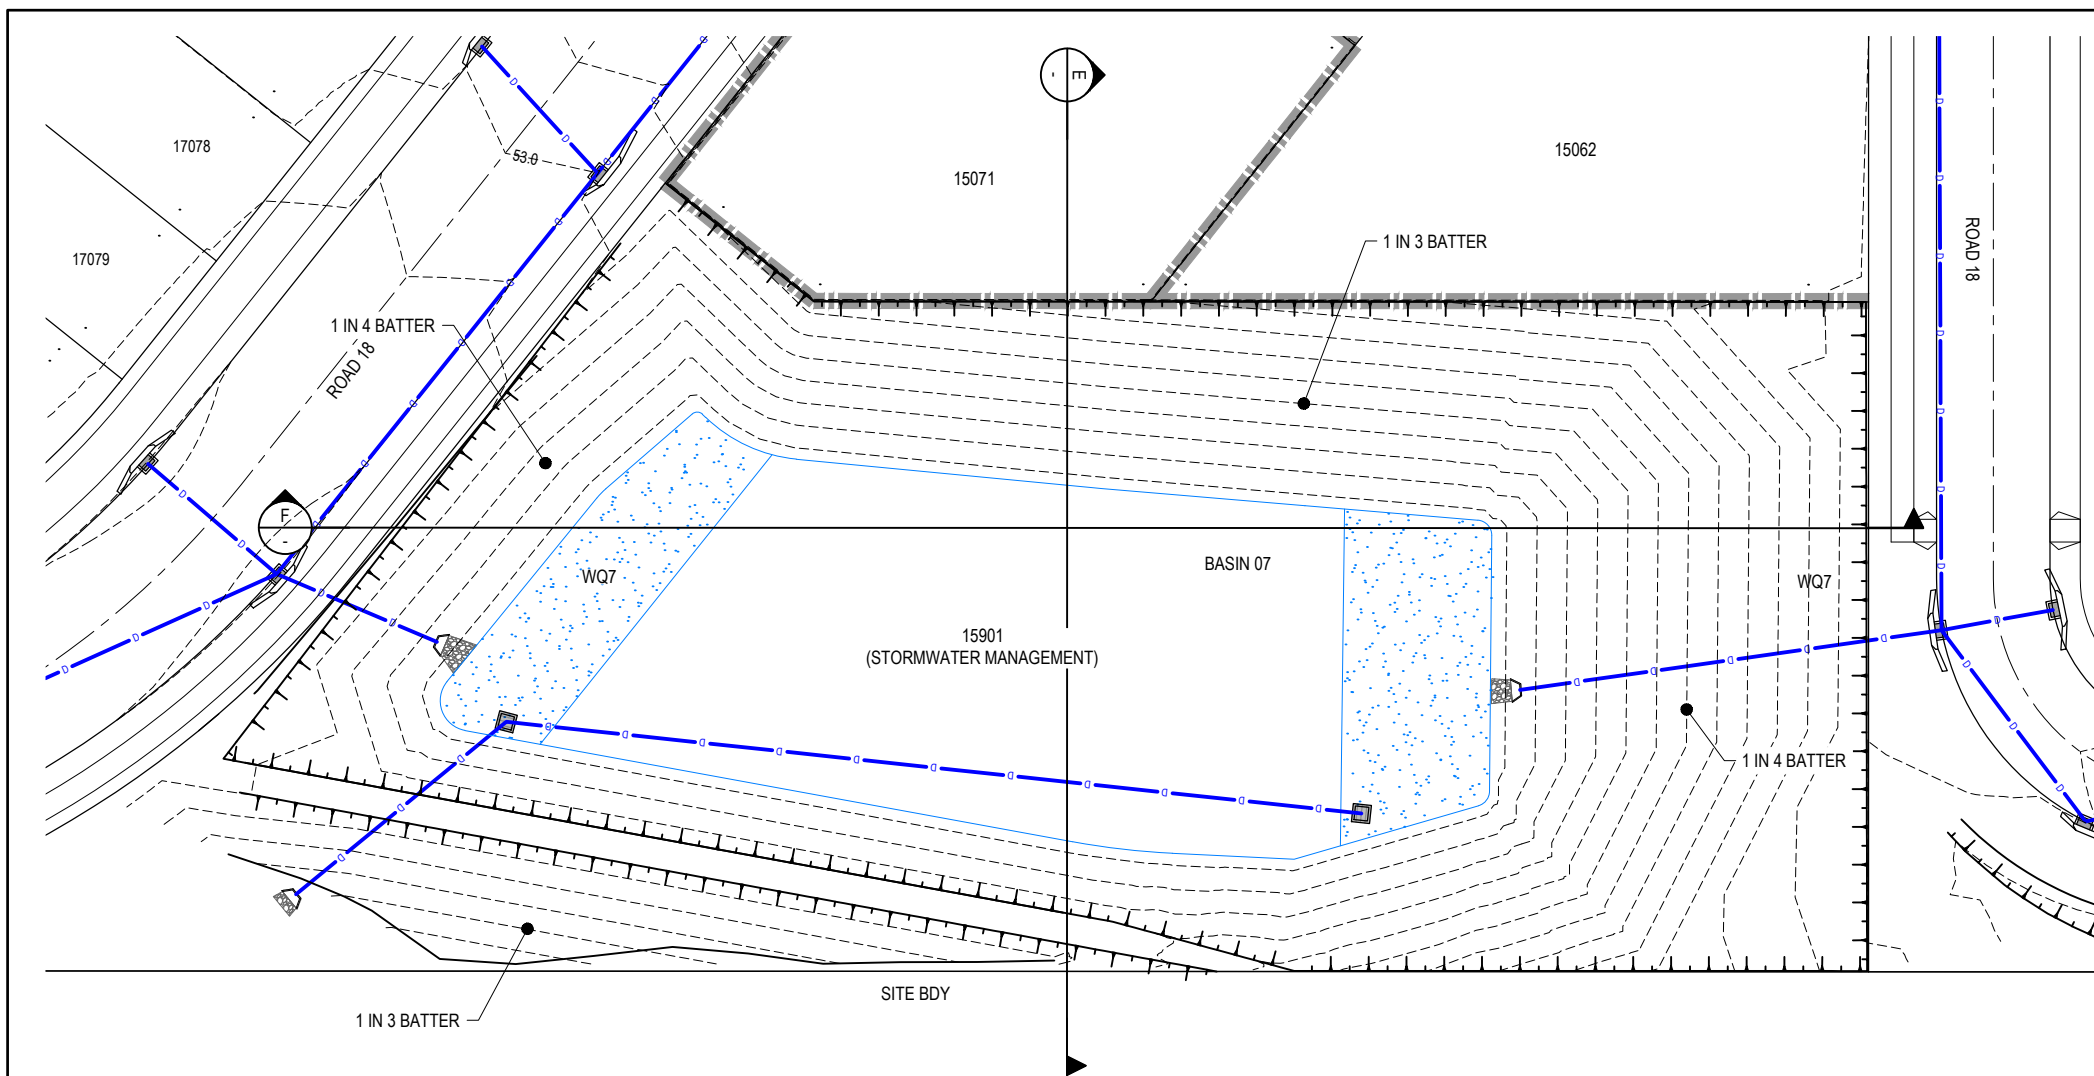 E
-
17078
53.0
15071
15062
17079
1 IN 3 BATTER
ROAD 18
1 IN 4 BATTER
ROAD 18
F
-
WQ7
BASIN 07
WQ7
15901
(STORMWATER MANAGEMENT)
1 IN 4 BATTER
SITE BDY
1 IN 3 BATTER